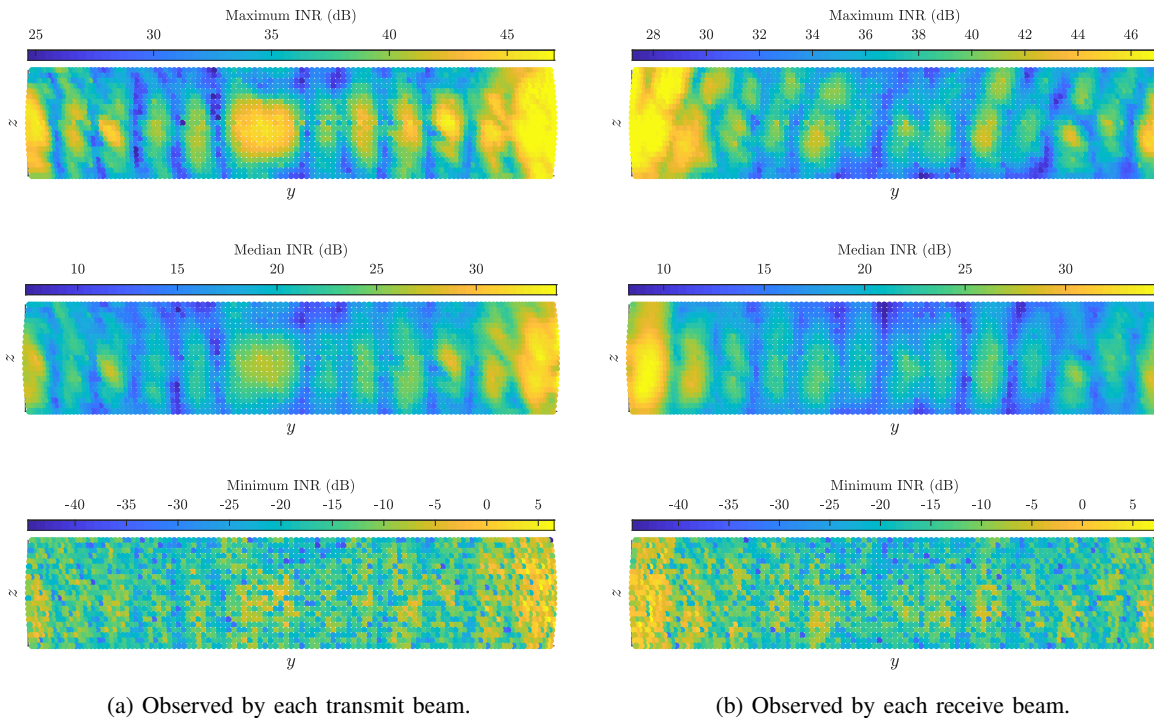 Maximum INR (dB)
25 30 35 40 45
z
y
Maximum INR (dB)
28 30 32 34 36 38 40 42 44 46
z
y
Median INR (dB)
10 15 20 25 30
z
y
Median INR (dB)
10 15 20 25 30
z
y
Minimum INR (dB)
-40 -35 -30 -25 -20 -15 -10 -5 0 5
z
y
Minimum INR (dB)
-40 -35 -30 -25 -20 -15 -10 -5 0 5
z
y
(a) Observed by each transmit beam.
(b) Observed by each receive beam.